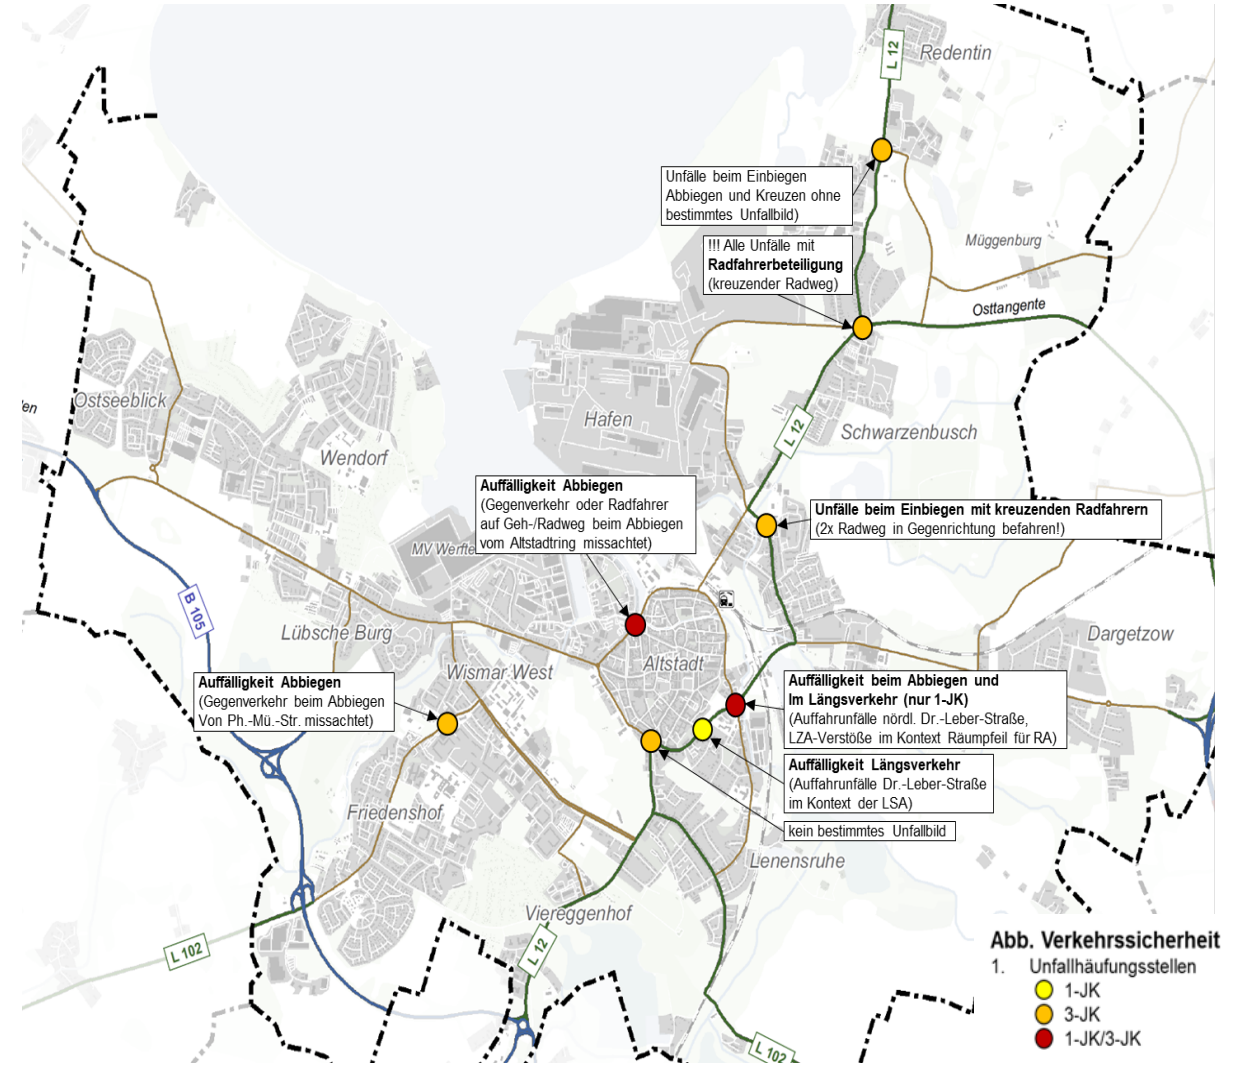 L 12
Redentin
Unfälle beim Einbiegen
Abbiegen und Kreuzen ohne
bestimmtes Unfallbild)
!!! Alle Unfälle mit
Radfahrerbeteiligung
(kreuzender Radweg)
Müggenburg
Osttangente
Ostseeblick
Hafen
L 12
Schwarzenbusch
Wendorf
Auffälligkeit Abbiegen
(Gegenverkehr oder Radfahrer
auf Geh-/Radweg beim Abbiegen
vom Altstadtring missachtet)
Unfälle beim Einbiegen mit kreuzenden Radfahrern
(2x Radweg in Gegenrichtung befahren!)
MV Werfte
B 105
Lübsche Burg
Dargetzow
Wismar West
Altstadt
Auffälligkeit Abbiegen
(Gegenverkehr beim Abbiegen
Von Ph.-Mü.-Str. missachtet)
Auffälligkeit beim Abbiegen und
Im Längsverkehr (nur 1-JK)
(Auffahrunfälle nördl. Dr.-Leber-Straße,
LZA-Verstöße im Kontext Räumpfeil für RA)
Auffälligkeit Längsverkehr
(Auffahrunfälle Dr.-Leber-Straße
im Kontext der LSA)
kein bestimmtes Unfallbild
Friedenshof
Lenensruhe
Viereggenhof
L 102
L 12
L 102
Abb. Verkehrssicherheit
1. Unfallhäufungsstellen
1-JK
3-JK
1-JK/3-JK